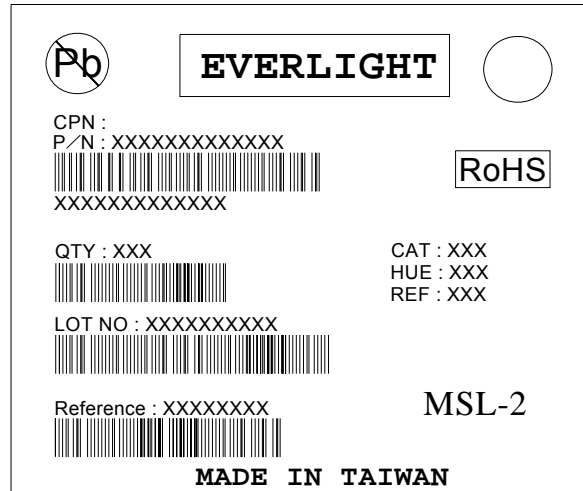 Pb
EVERLIGHT
CPN :
P/N : XXXXXXXXXXXXX
RoHS
XXXXXXXXXXXXX
QTY : XXX
CAT : XXX
HUE : XXX
REF : XXX
LOT NO : XXXXXXXXXX
Reference : XXXXXXXX
MSL-2
MADE IN TAIWAN